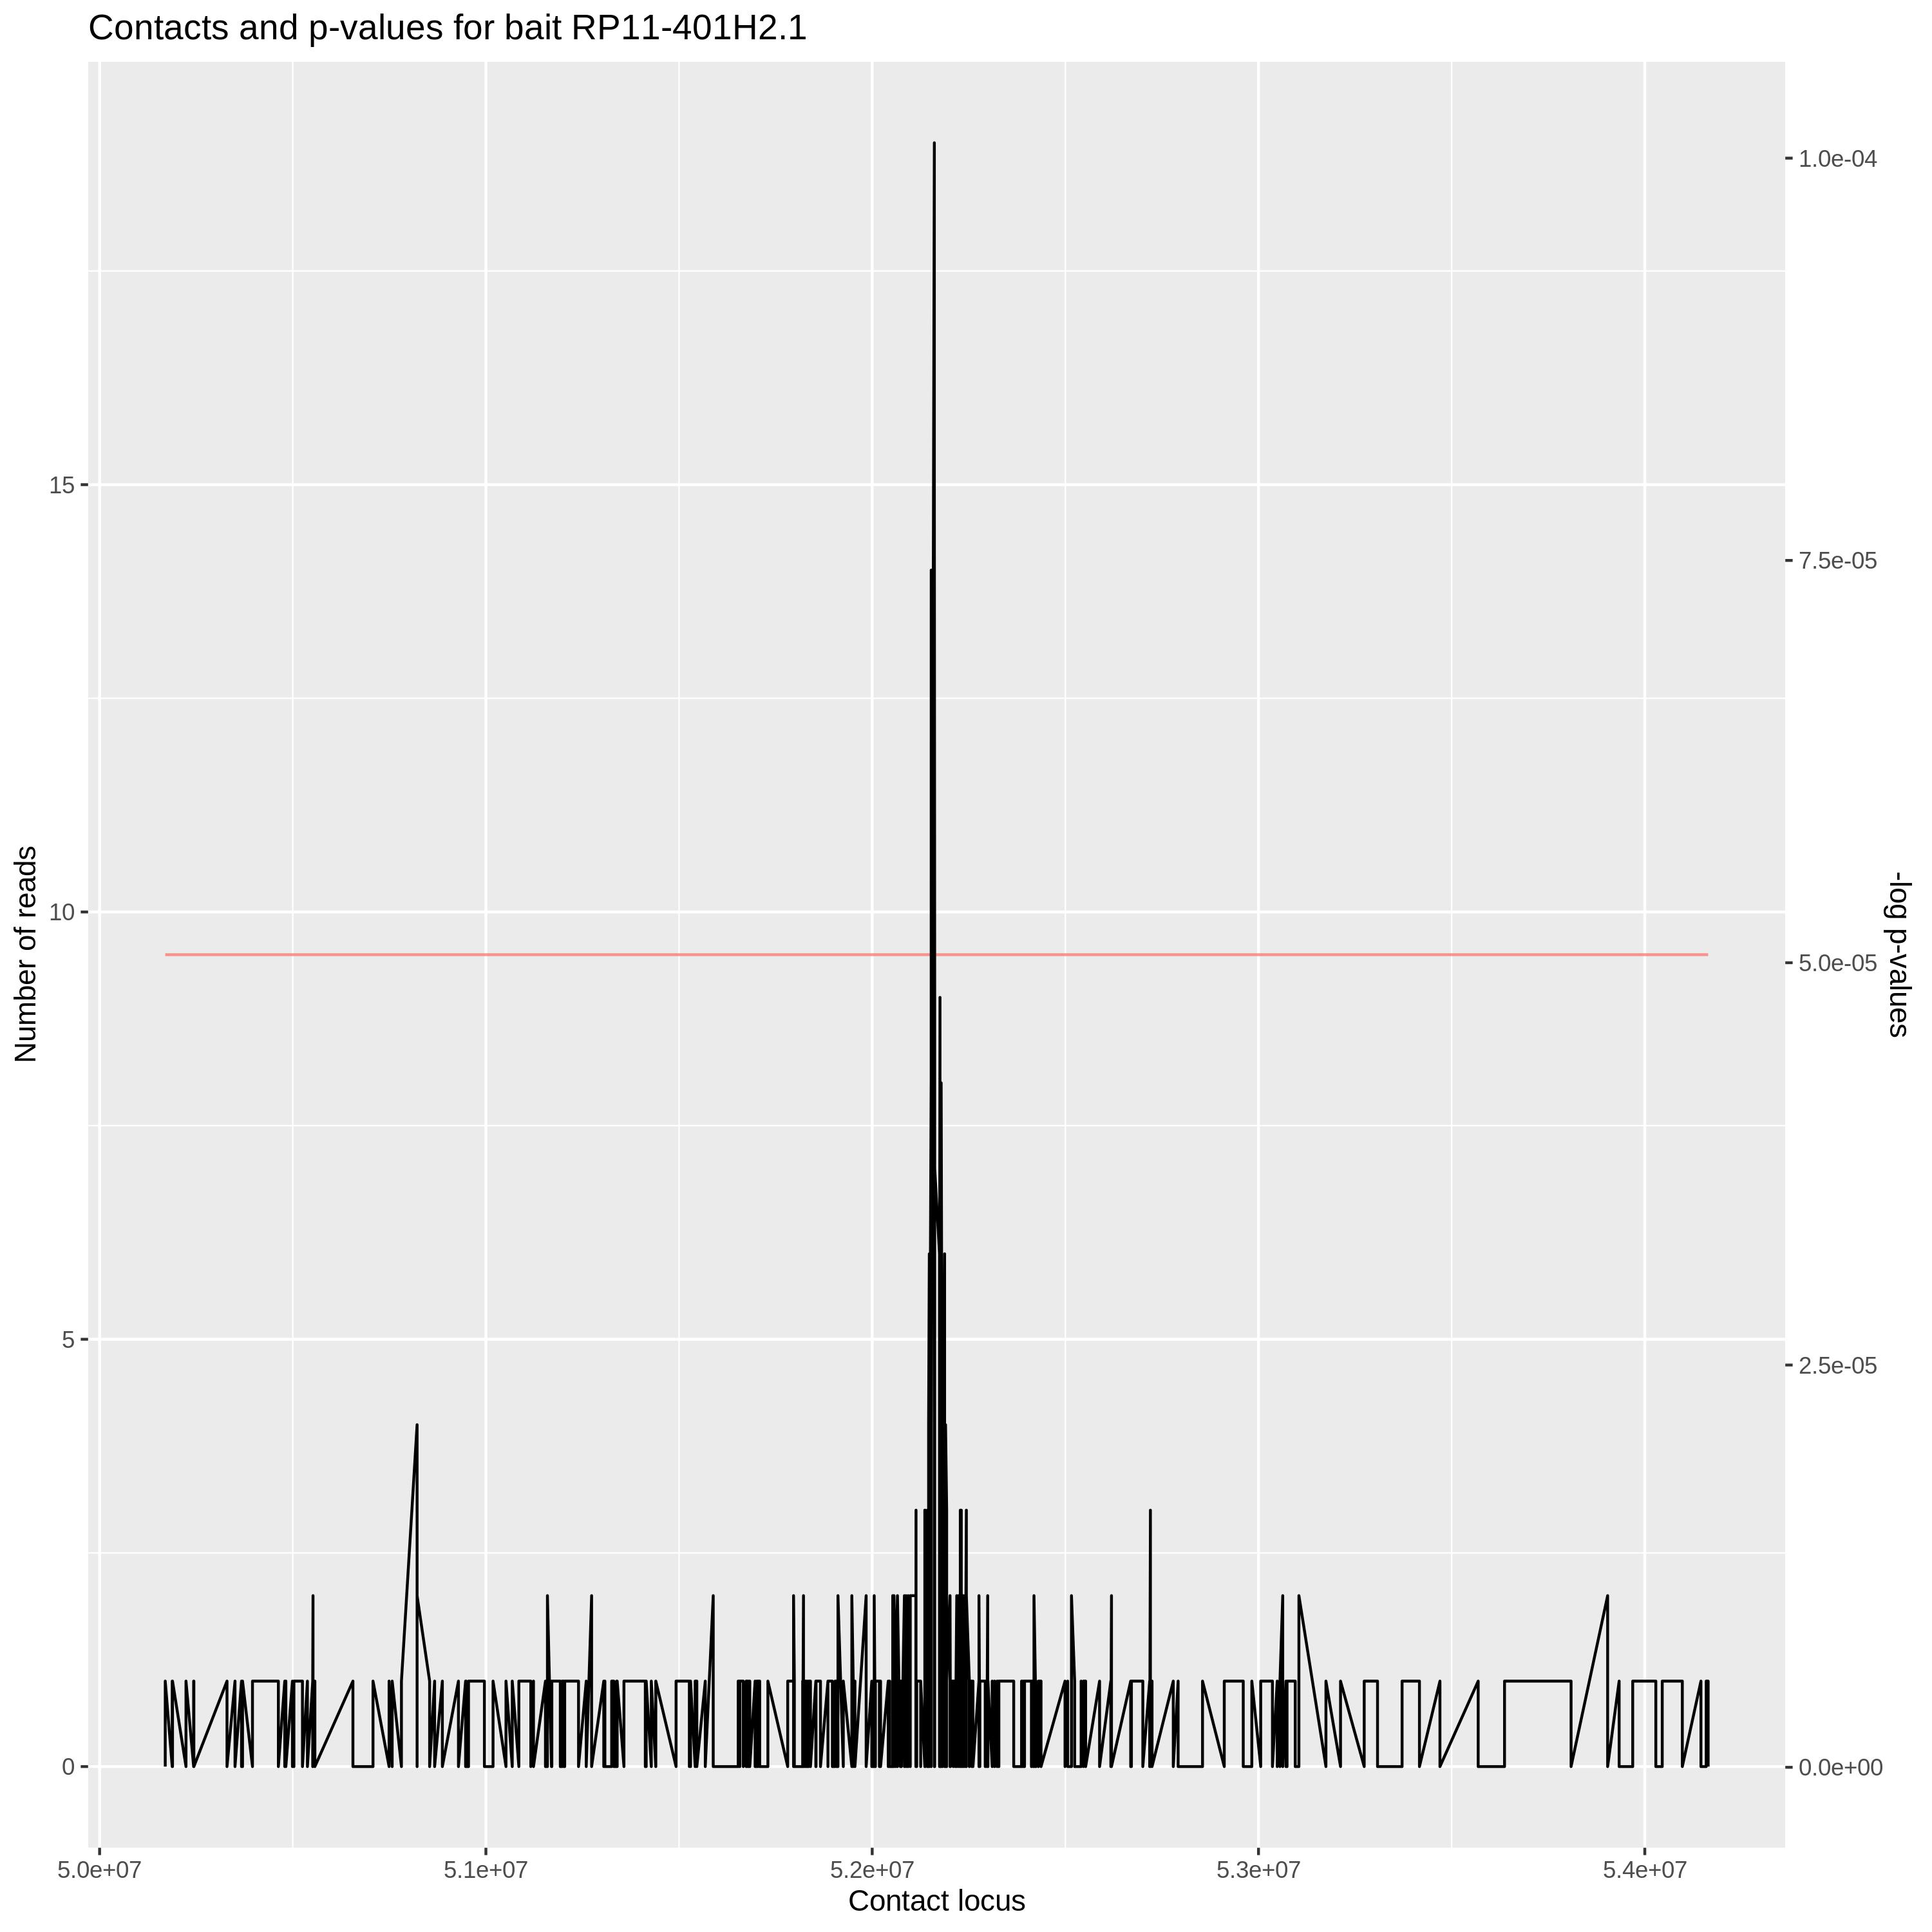 Contacts and p-values for bait RP11-401H2.1
Number of reads
15
10
5
0
1.0e-04
7.5e-05
5.0e-05
2.5e-05
0.0e+00
-log p-values
5.0e+07
5.1e+07
5.2e+07
5.3e+07
5.4e+07
Contact locus